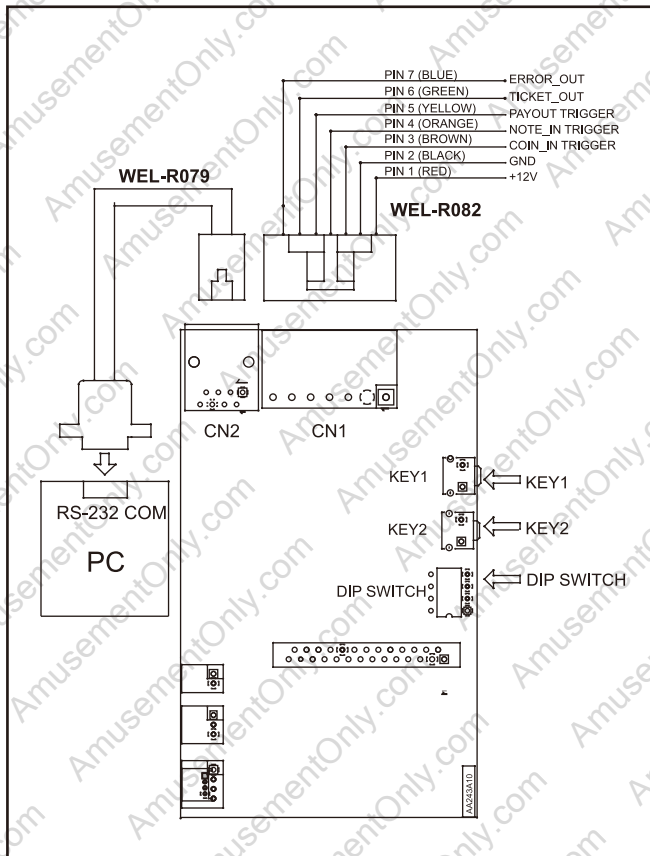 PIN 7 (BLUE) ERROR_OUT
PIN 6 (GREEN) TICKET_OUT
PIN 5 (YELLOW) PAYOUT TRIGGER
PIN 4 (ORANGE) NOTE_IN TRIGGER
PIN 3 (BROWN) COIN_IN TRIGGER
PIN 2 (BLACK) GND
PIN 1 (RED) +12V
WEL-R079
WEL-R082
CN2 CN1
KEY1 KEY1
KEY2 KEY2
DIP SWITCH DIP SWITCH
RS-232 COM
PC
AA243A10
AmusementOnly.com